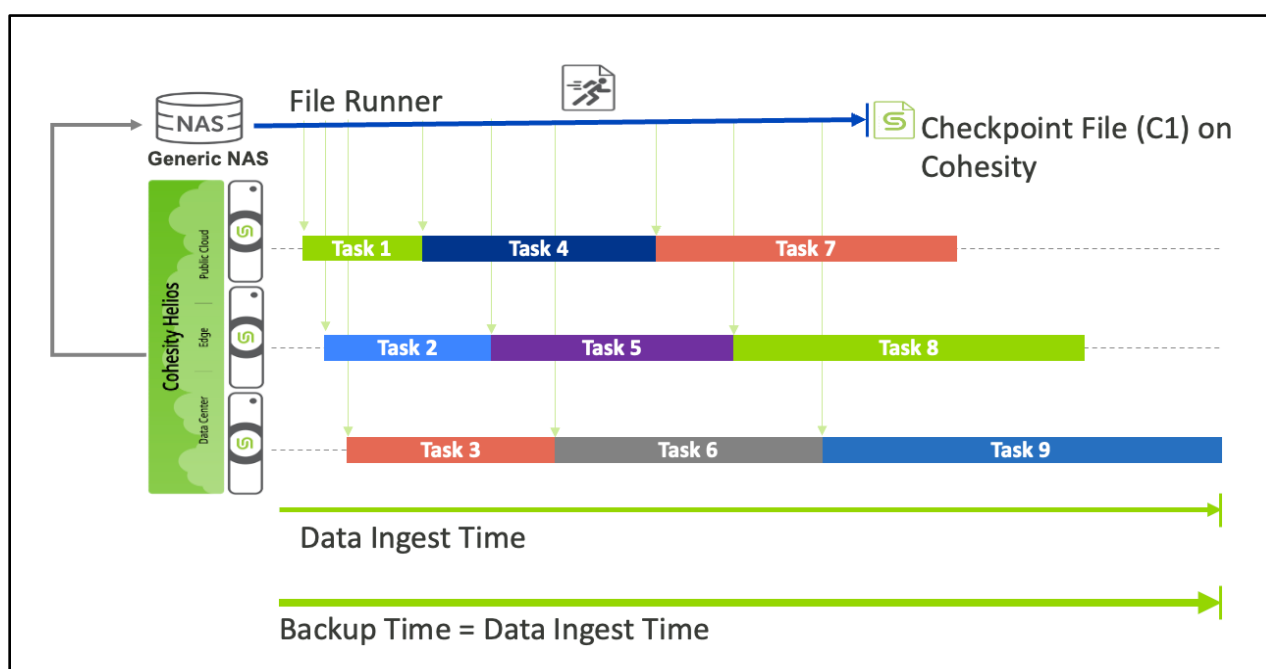 File Runner
NAS
Generic NAS
Checkpoint File (C1) on
Cohesity
Cohesity Helios
Public Cloud
Edge
Data Center
Task 1
Task 4
Task 7
Task 2
Task 5
Task 8
Task 3
Task 6
Task 9
Data Ingest Time
Backup Time = Data Ingest Time